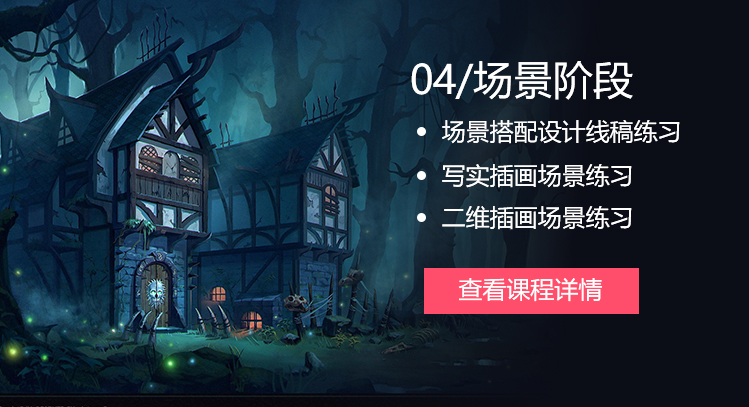 04/场景阶段
• 场景搭配设计线稿练习
• 写实插画场景练习
• 二维插画场景练习
查看课程详情